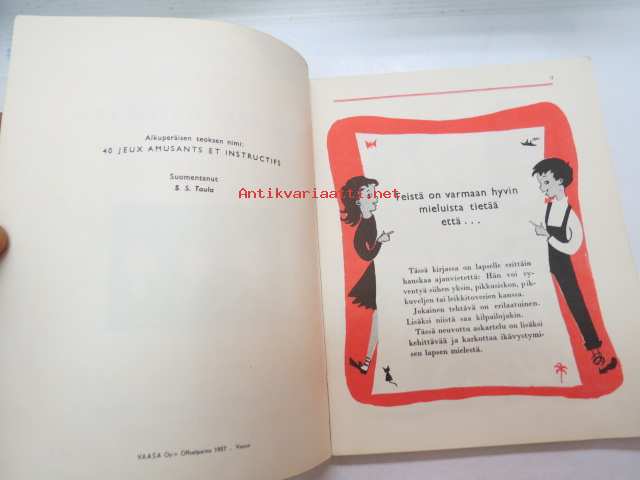 Alkuperäisen teoksen nimi:
40 JEUX AMUSANTS ET INSTRUCTIFS
Suomentanut
S. S. Taula
Antikvariaatti.net
VAASA Oy:n Offsetpaino 1957 - Vaasa
Teistä on varmaan hyvin
mieluista tietää
että...
Tässä kirjassa on lapselle esittäin
hauskaa ajanvietettä: Hän voi sy-
ventyä siihen yksin, pikkusiskon, pik-
kuveljen tai leikkitoverien kanssa.
Jokainen tehtävä on erilaatuinen.
Lisäksi niistä saa kilpailojakin.
Tässä neuvottu askartelu on lisäksi
kehittävää ja karkottaa ikävystymi-
sen lapsen mielestä.